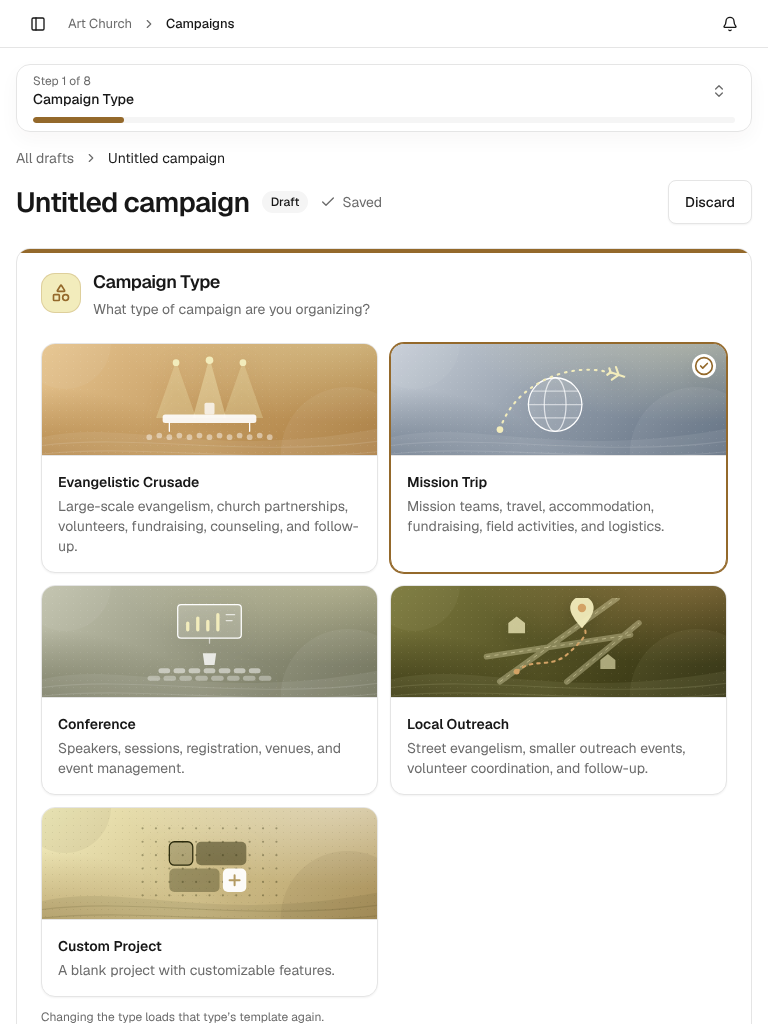 Art Church
Campaigns
Step 1 of 8
Campaign Type
All drafts
Untitled campaign
Untitled campaign
Draft
Saved
Discard
Campaign Type
What type of campaign are you organizing?
Evangelistic Crusade
Large-scale evangelism, church partnerships,
volunteers, fundraising, counseling, and follow-
up.
Mission Trip
Mission teams, travel, accommodation,
fundraising, field activities, and logistics.
Conference
Speakers, sessions, registration, venues, and
event management.
Local Outreach
Street evangelism, smaller outreach events,
volunteer coordination, and follow-up.
Custom Project
A blank project with customizable features.
Changing the type loads that type's template again.